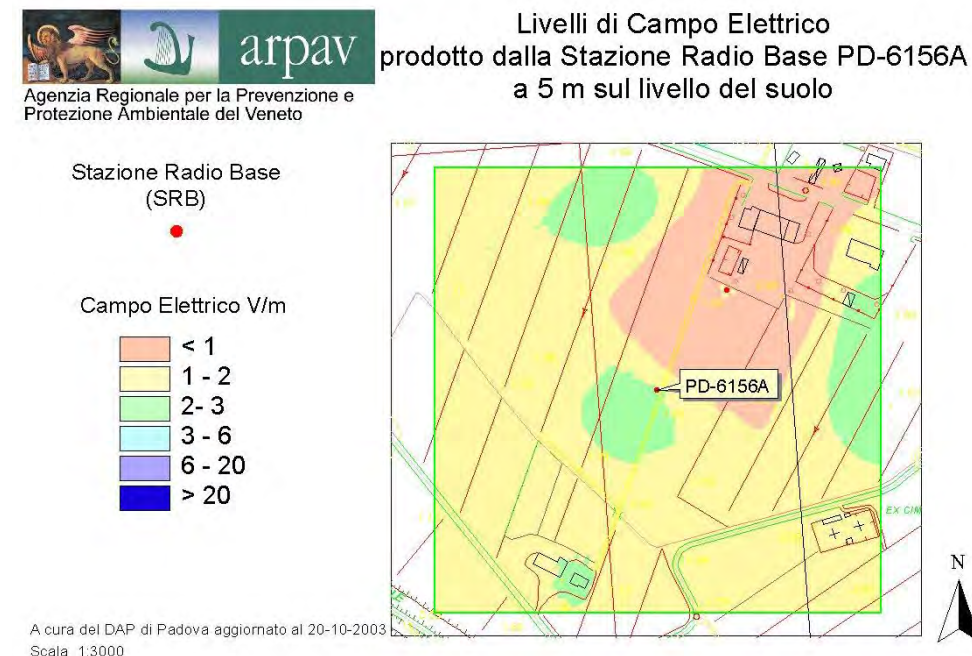 arpav
Agenzia Regionale per la Prevenzione e
Protezione Ambientale del Veneto
Livelli di Campo Elettrico
prodotto dalla Stazione Radio Base PD-6156A
a 5 m sul livello del suolo
Stazione Radio Base
(SRB)
Campo Elettrico V/m
< 1
1 - 2
2- 3
3 - 6
6 - 20
> 20
PD-6156A
EX CIM
N
A cura del DAP di Padova aggiornato al 20-10-2003
Scala 1:3000